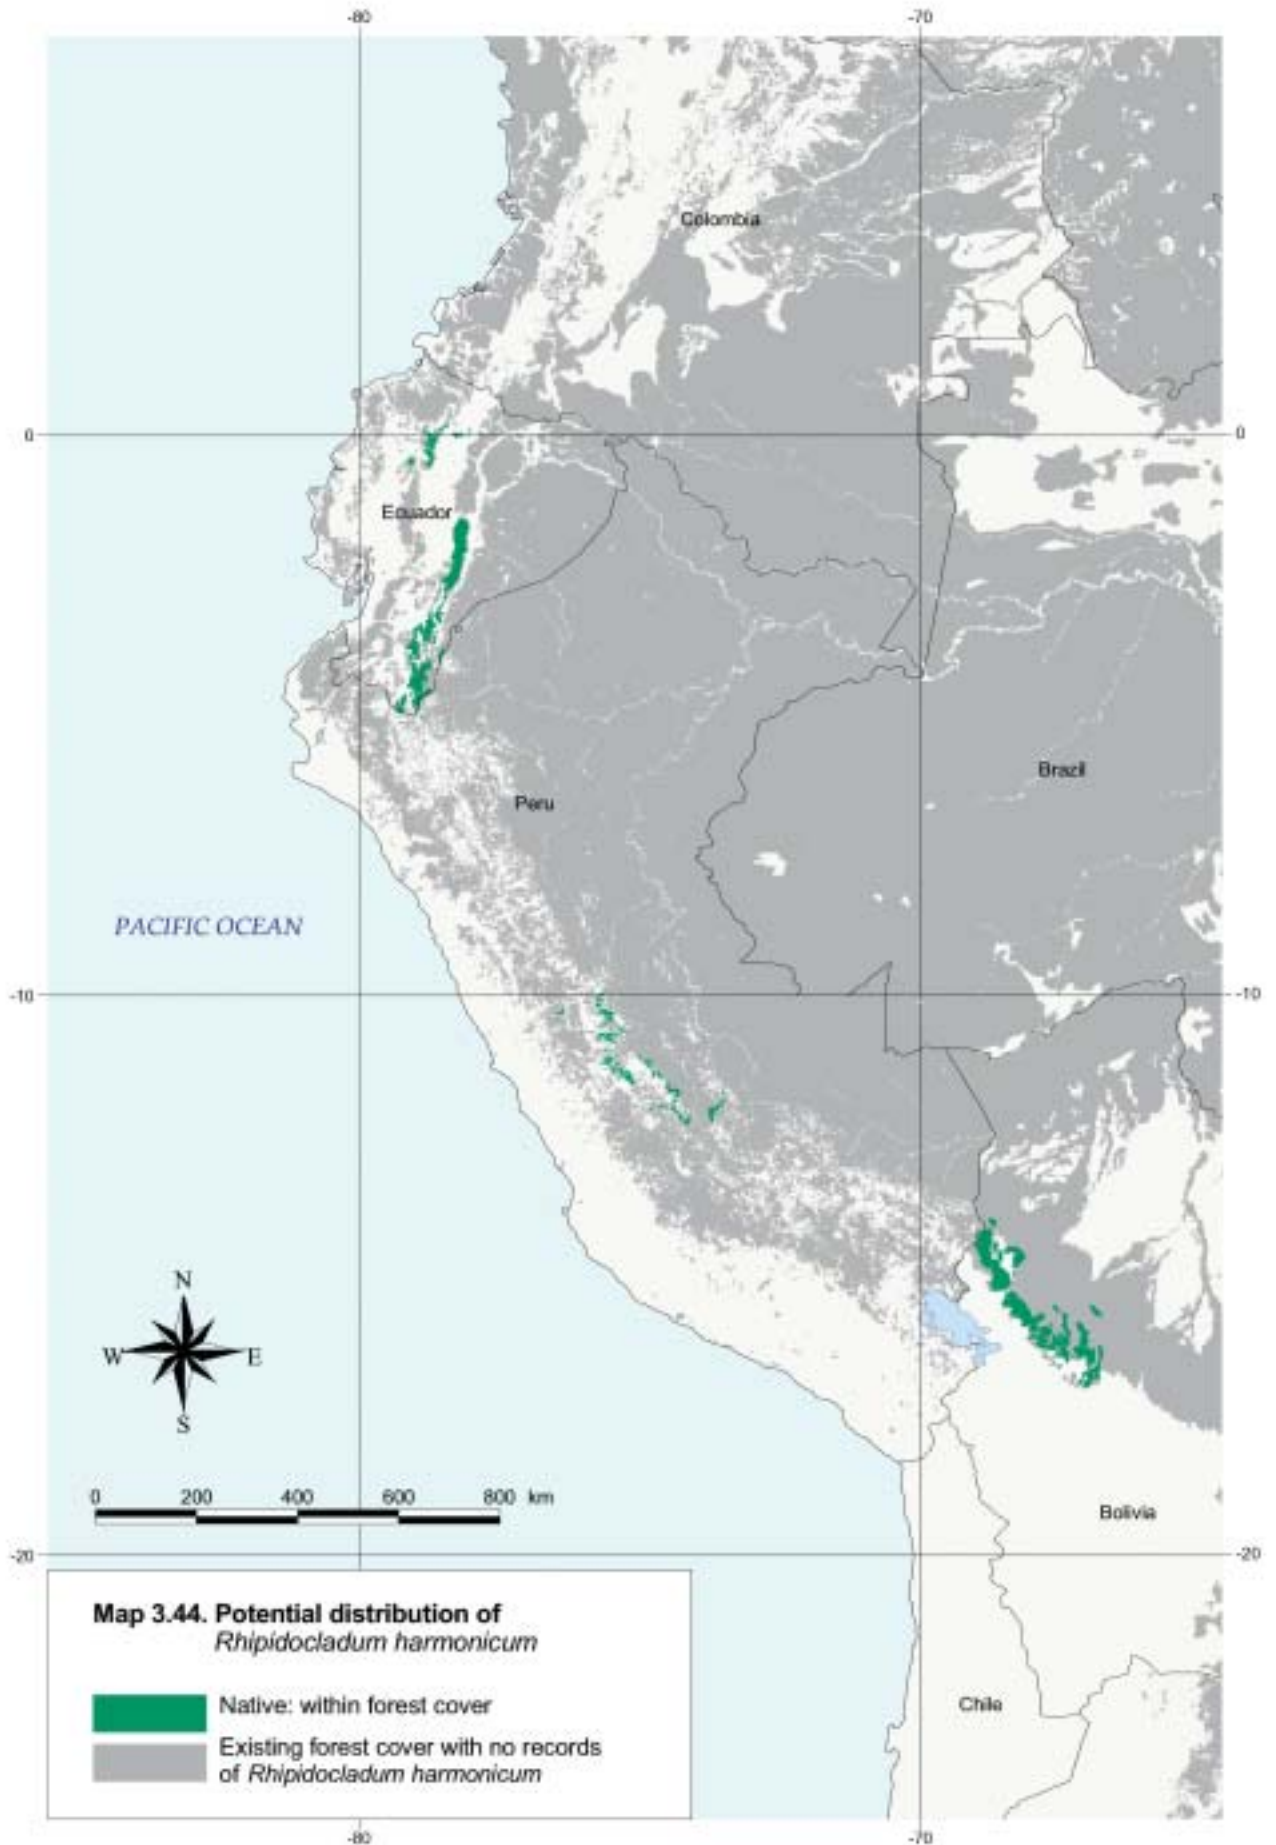 -80 -70
Colombia
0 0
Ecuador
Brazil
Peru
PACIFIC OCEAN
-10 -10
N
W E
S
0 200 400 600 800 km
Bolivia
-20 -20
Map 3.44. Potential distribution of
Rhipidocladum harmonicum
Native: within forest cover
Chile
Existing forest cover with no records
of Rhipidocladum harmonicum
-80 -70